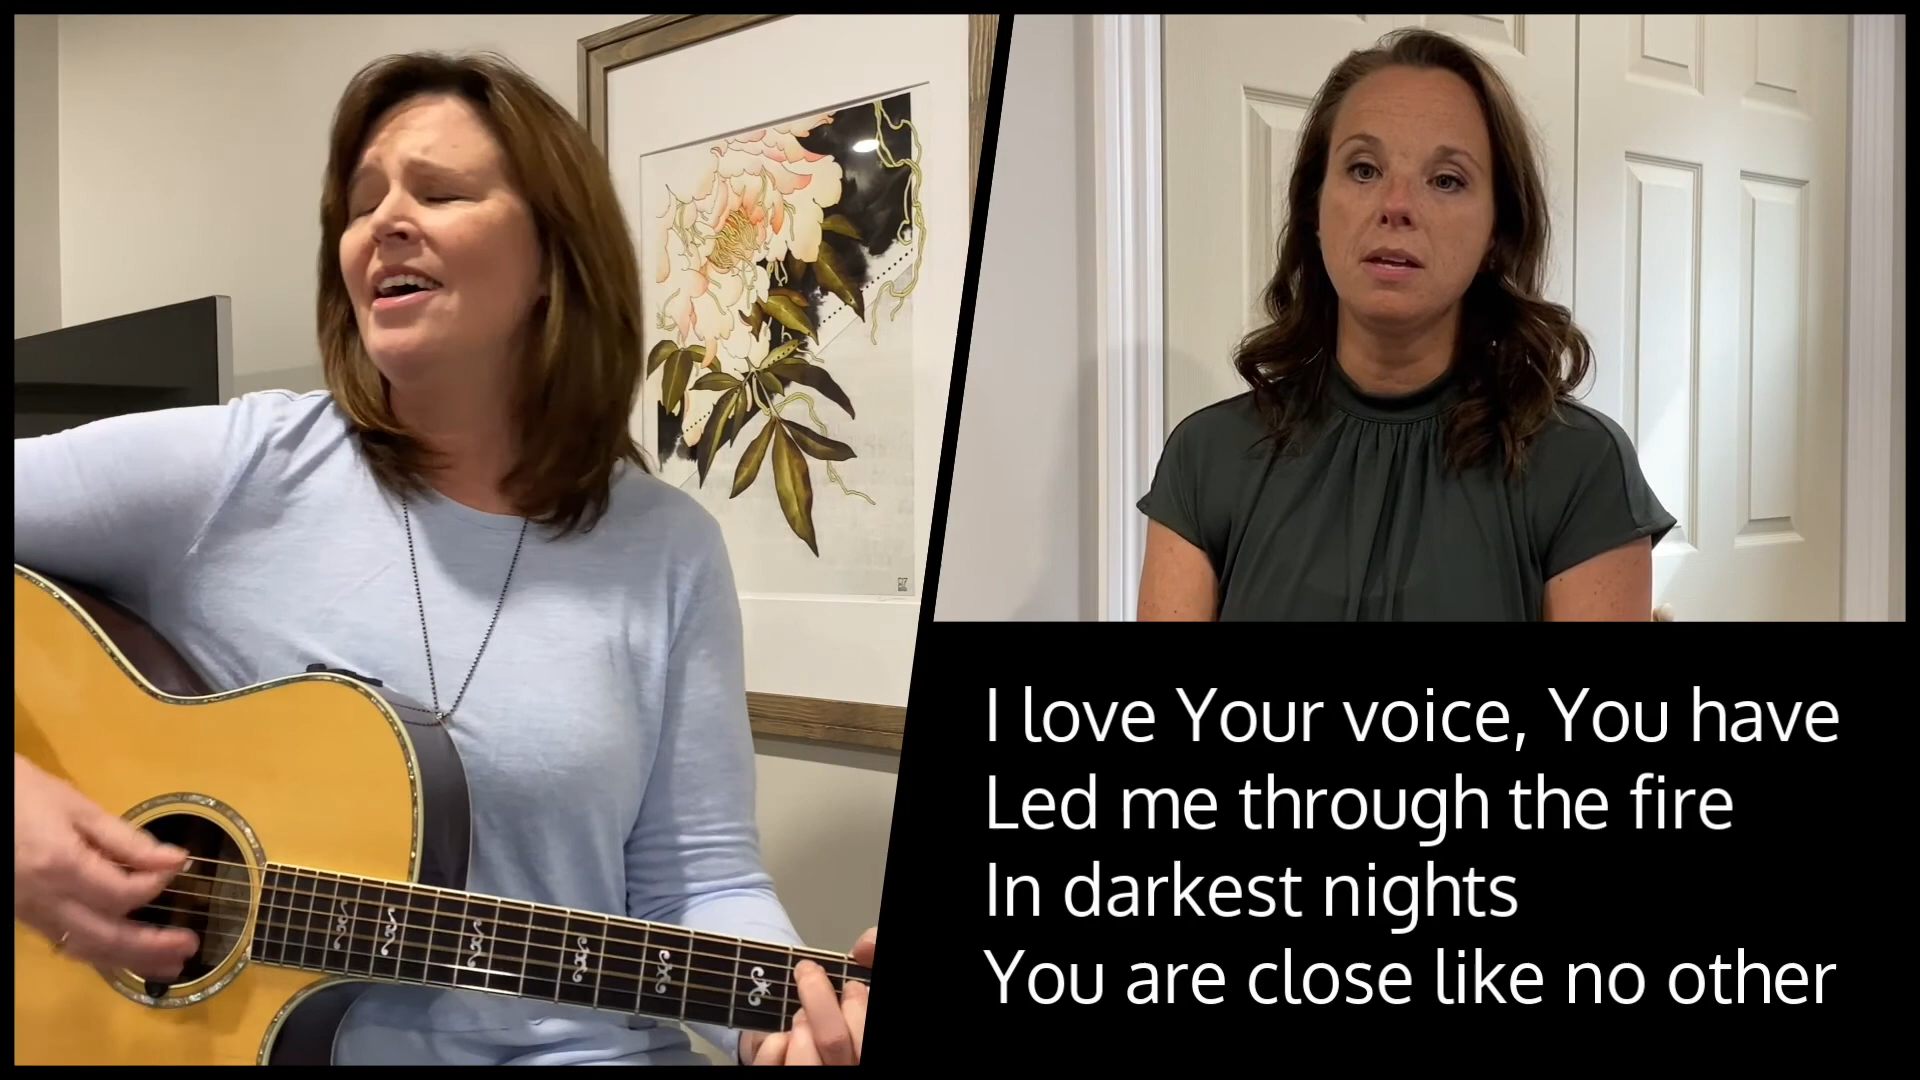 I love Your voice, You have
Led me through the fire
In darkest nights
You are close like no other